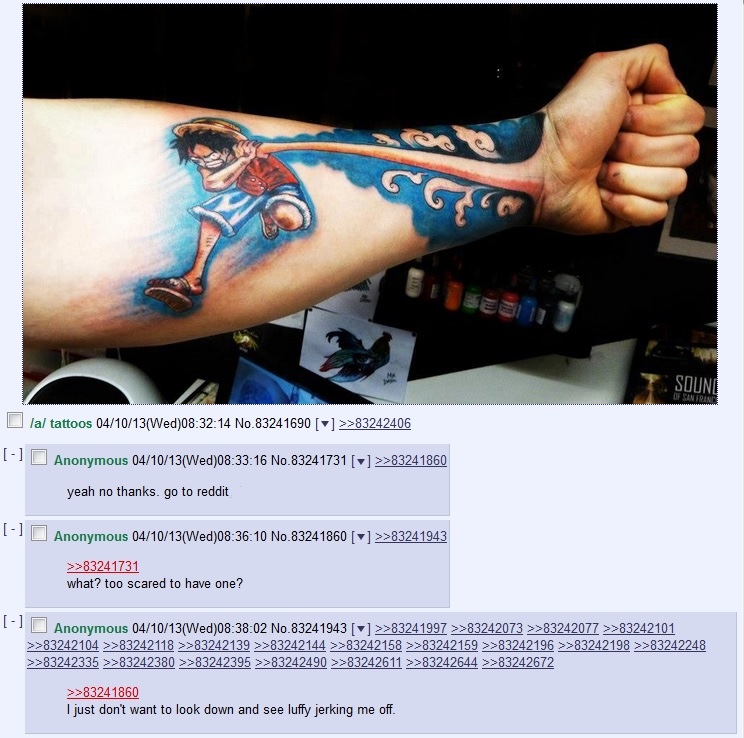 SOUND
OF SAN FRANC
/a/ tattoos 04/10/13(Wed)08:32:14 No.83241690 [▼] >>83242406
[ - ] Anonymous 04/10/13(Wed)08:33:16 No.83241731 [▼] >>83241860
yeah no thanks. go to reddit
[ - ] Anonymous 04/10/13(Wed)08:36:10 No.83241860 [▼] >>83241943
>>83241731
what? too scared to have one?
[ - ] Anonymous 04/10/13(Wed)08:38:02 No.83241943 [▼] >>83241997 >>83242073 >>83242077 >>83242101
>>83242104 >>83242118 >>83242139 >>83242144 >>83242158 >>83242159 >>83242196 >>83242198 >>83242248
>>83242335 >>83242380 >>83242395 >>83242490 >>83242611 >>83242644 >>83242672
>>83241860
I just don't want to look down and see luffy jerking me off.